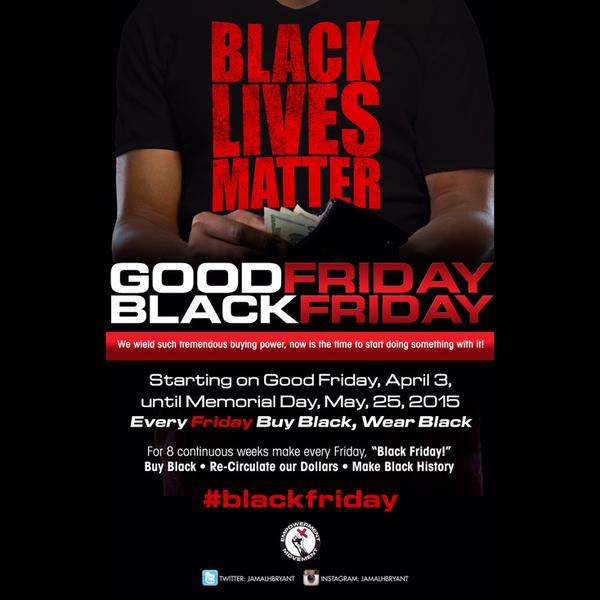 BLACK
LIVES
MATTER
GOODFRIDAY
BLACKFRIDAY
We wield such tremendous buying power, now is the time to start doing something with it!
Starting on Good Friday, April 3,
until Memorial Day, May, 25, 2015
Every Friday Buy Black, Wear Black
For 8 continuous weeks make every Friday, "Black Friday!"
Buy Black • Re-Circulate our Dollars • Make Black History
#blackfriday
EMPOWERMENT
MOVEMENT
TWITTER: JAMALHBRYANT INSTAGRAM: JAMALHBRYANT